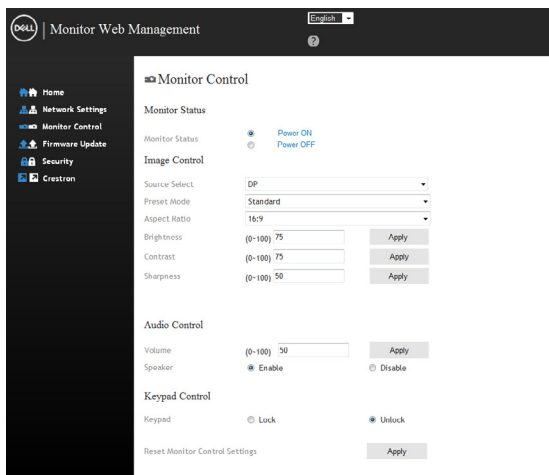 DELL
Monitor Web Management
English
?
Home
Network Settings
Monitor Control
Firmware Update
Security
Crestron
Monitor Control
Monitor Status
Monitor Status Power ON
Power OFF
Image Control
Source Select DP
Preset Mode Standard
Aspect Ratio 16:9
Brightness (0~100) 75 Apply
Contrast (0~100) 75 Apply
Sharpness (0~100) 50 Apply
Audio Control
Volume (0~100) 50 Apply
Speaker Enable Disable
Keypad Control
Keypad Lock Unlock
Reset Monitor Control Settings Apply